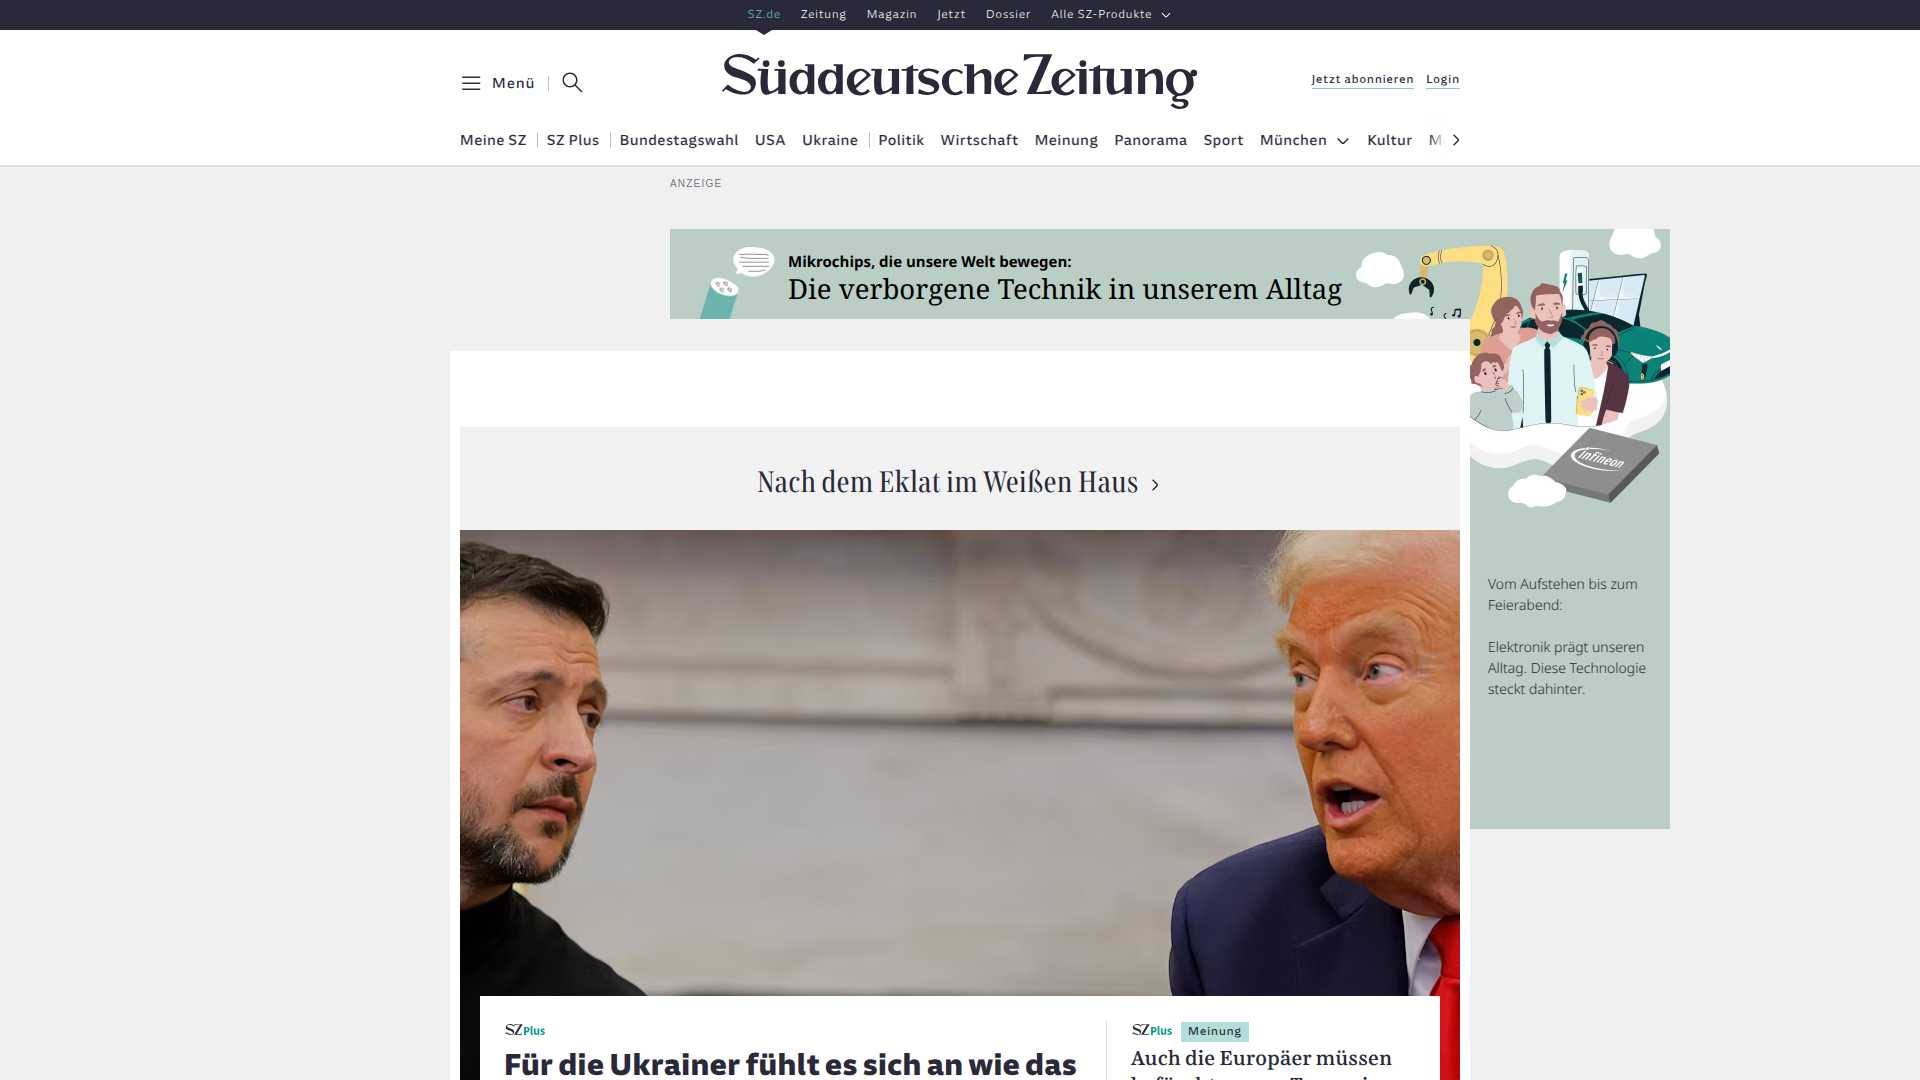 SZ.de Zeitung Magazin Jetzt Dossier Alle SZ-Produkte
Menü
Süddeutsche Zeitung
Jetzt abonnieren Login
Meine SZ SZ Plus Bundestagswahl USA Ukraine Politik Wirtschaft Meinung Panorama Sport München Kultur M
ANZEIGE
Mikrochips, die unsere Welt bewegen:
Die verborgene Technik in unserem Alltag
infineon
Nach dem Eklat im Weißen Haus
Vom Aufstehen bis zum
Feierabend:
Elektronik prägt unseren
Alltag. Diese Technologie
steckt dahinter.
SZ Plus
Für die Ukrainer fühlt es sich an wie das
SZ Plus Meinung
Auch die Europäer müssen